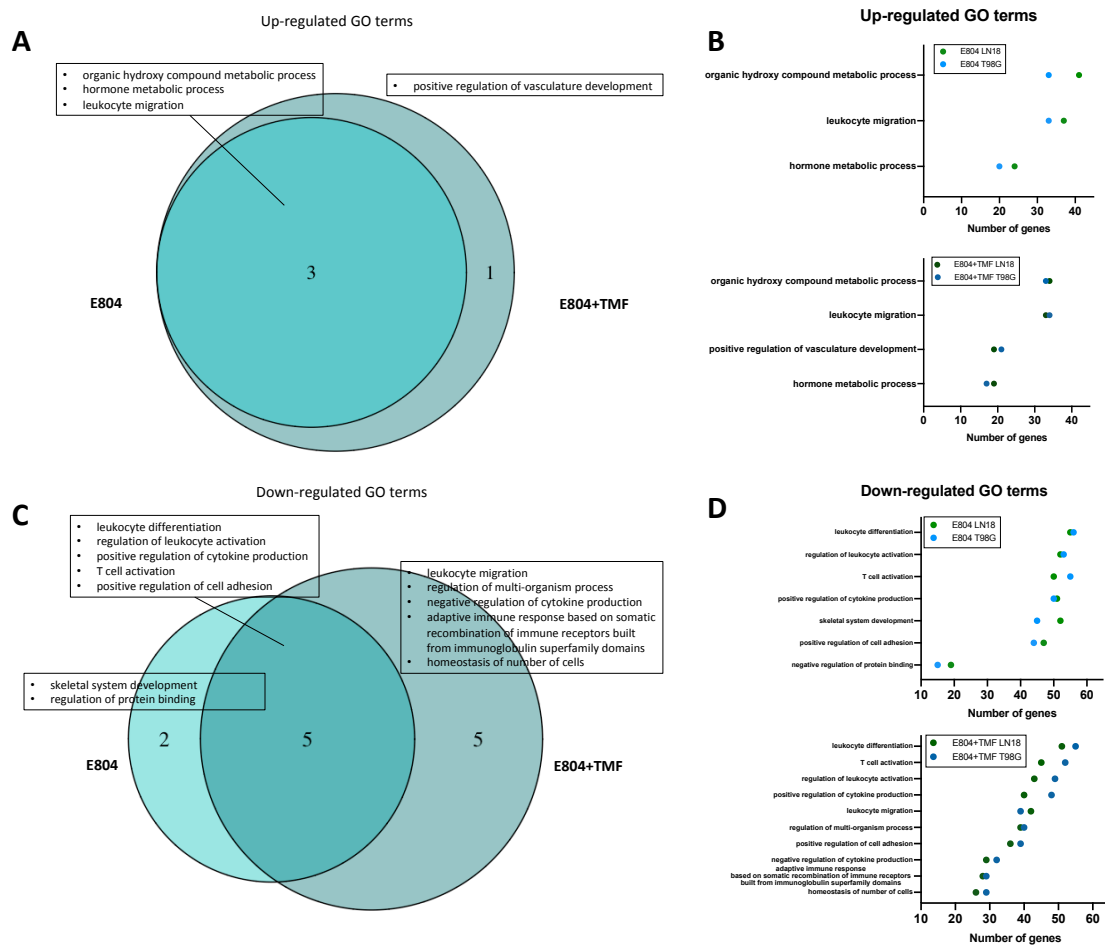 Up-regulated GO terms
A
• organic hydroxy compound metabolic process
• hormone metabolic process
• leukocyte migration
• positive regulation of vasculature development
3
1
E804
E804+TMF
B
Up-regulated GO terms
E804 LN18
E804 T98G
organic hydroxy compound metabolic process
leukocyte migration
hormone metabolic process
0 10 20 30 40
Number of genes
E804+TMF LN18
E804+TMF T98G
organic hydroxy compound metabolic process
leukocyte migration
positive regulation of vasculature development
hormone metabolic process
0 10 20 30 40
Number of genes
Down-regulated GO terms
C
• leukocyte differentiation
• regulation of leukocyte activation
• positive regulation of cytokine production
• T cell activation
• positive regulation of cell adhesion
• leukocyte migration
• regulation of multi-organism process
• negative regulation of cytokine production
• adaptive immune response based on somatic
recombination of immune receptors built
from immunoglobulin superfamily domains
• homeostasis of number of cells
• skeletal system development
• regulation of protein binding
2
5
5
E804
E804+TMF
D
Down-regulated GO terms
E804 LN18
E804 T98G
leukocyte differentiation
regulation of leukocyte activation
T cell activation
positive regulation of cytokine production
skeletal system development
positive regulation of cell adhesion
negative regulation of protein binding
10 20 30 40 50 60
Number of genes
E804+TMF LN18
E804+TMF T98G
leukocyte differentiation
T cell activation
regulation of leukocyte activation
positive regulation of cytokine production
leukocyte migration
regulation of multi-organism process
positive regulation of cell adhesion
negative regulation of cytokine production
adaptive immune response
based on somatic recombination of immune receptors
built from immunoglobulin superfamily domains
homeostasis of number of cells
10 20 30 40 50 60
Number of genes